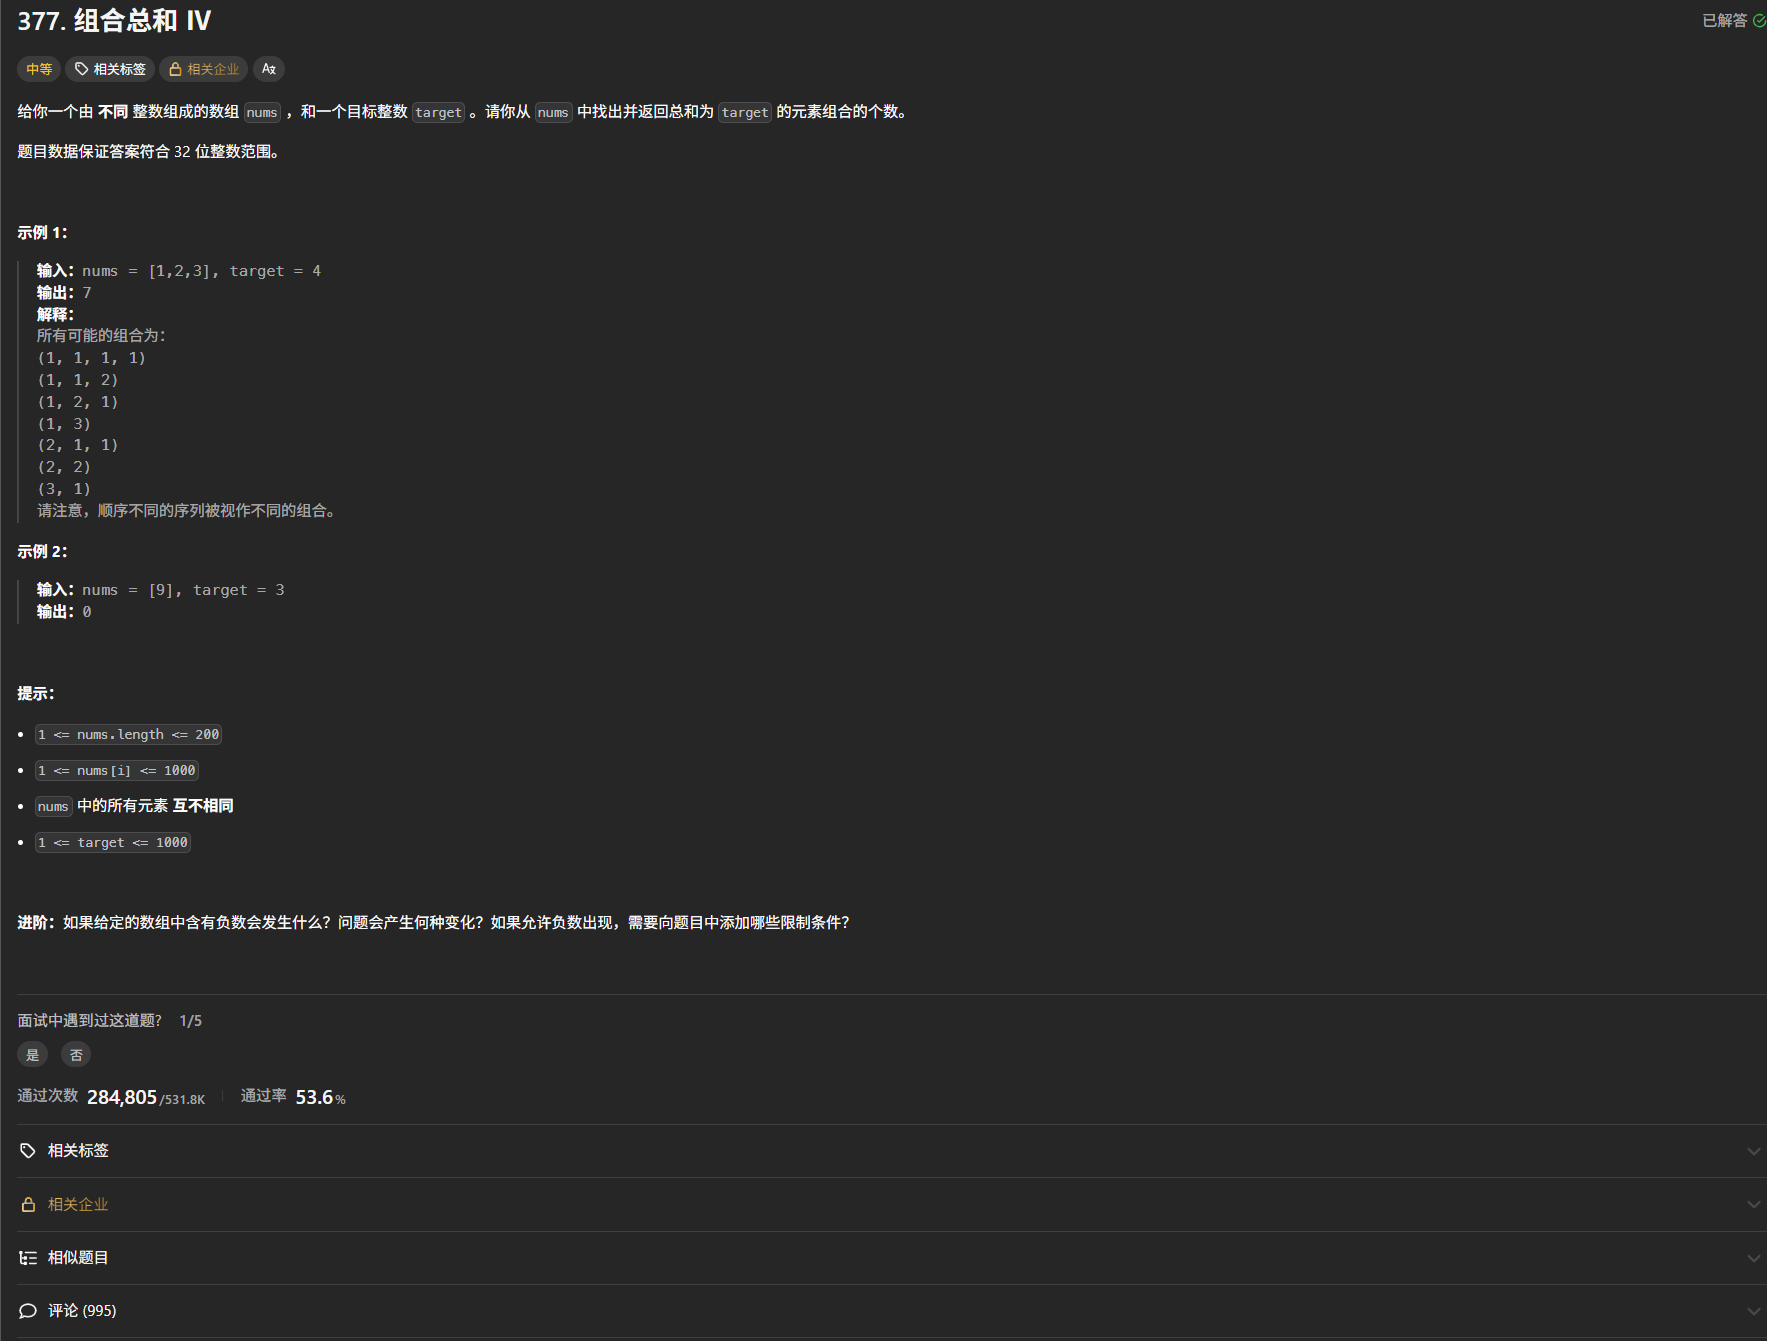 377. 组合总和 Ⅳ
已解答
中等 相关标签 相关企业 Aあ
给你一个由 不同 整数组成的数组 nums ，和一个目标整数 target 。请你从 nums 中找出并返回总和为 target 的元素组合的个数。
题目数据保证答案符合 32 位整数范围。
示例 1：
输入：nums = [1,2,3], target = 4
输出：7
解释：
所有可能的组合为：
(1, 1, 1, 1)
(1, 1, 2)
(1, 2, 1)
(1, 3)
(2, 1, 1)
(2, 2)
(3, 1)
请注意，顺序不同的序列被视作不同的组合。
示例 2：
输入：nums = [9], target = 3
输出：0
提示：
• 1 <= nums.length <= 200
• 1 <= nums[i] <= 1000
• nums 中的所有元素 互不相同
• 1 <= target <= 1000
进阶：如果给定的数组中含有负数会发生什么？问题会产生何种变化？如果允许负数出现，需要向题目中添加哪些限制条件？
面试中遇到过这道题? 1/5
是 否
通过次数 284,805/531.8K 通过率 53.6%
相关标签
相关企业
相似题目
评论 (995)